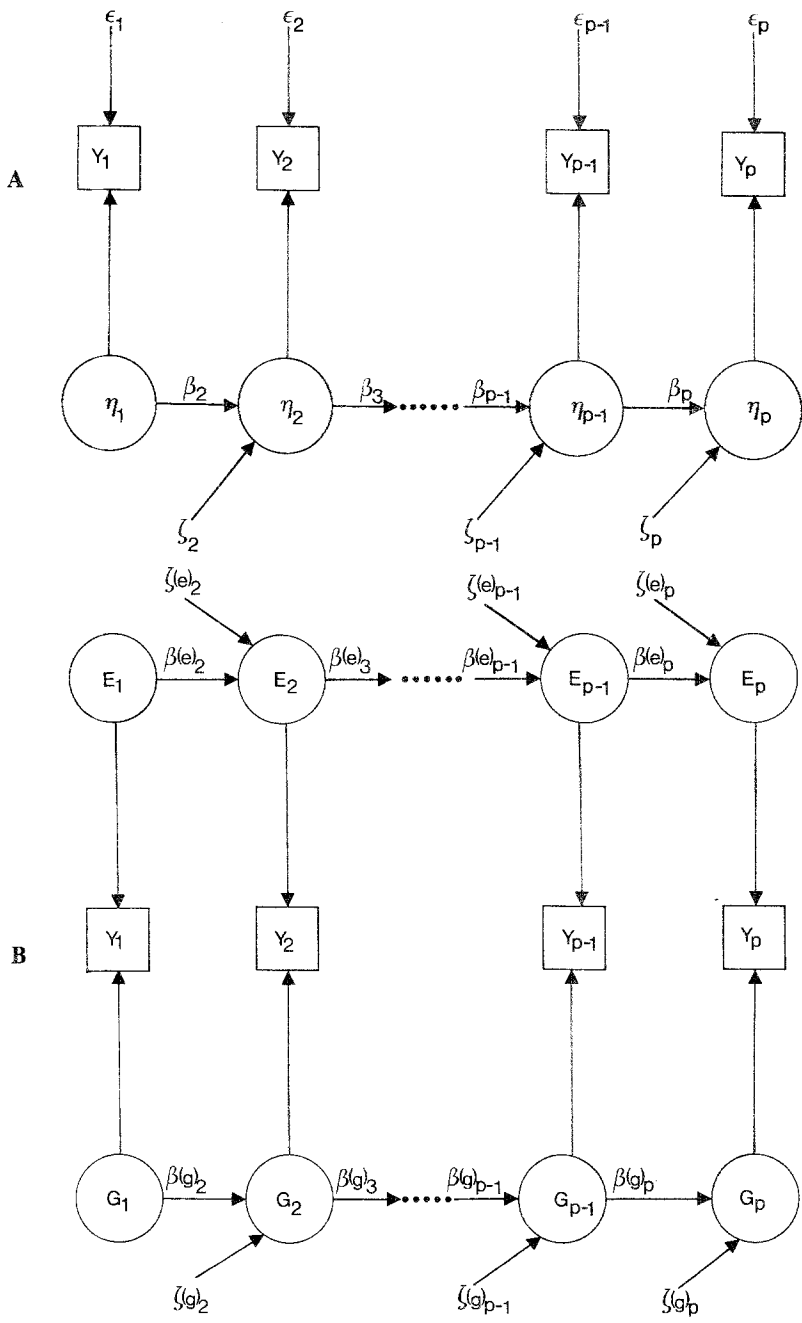 ϵ₁ ϵ₂ ϵₚ₋₁ ϵₚ
Y₁ Y₂ Yₚ₋₁ Yₚ
A
β₂ β₃ βₚ₋₁ βₚ
η₁ η₂ ηₚ₋₁ ηₚ
ζ₂ ζₚ₋₁ ζₚ
ζ(e)₂ ζ(e)ₚ₋₁ ζ(e)ₚ
β(e)₂ β(e)₃ β(e)ₚ₋₁ β(e)ₚ
E₁ E₂ Eₚ₋₁ Eₚ
Y₁ Y₂ Yₚ₋₁ Yₚ
B
β(g)₂ β(g)₃ β(g)ₚ₋₁ β(g)ₚ
G₁ G₂ Gₚ₋₁ Gₚ
ζ(g)₂ ζ(g)ₚ₋₁ ζ(g)ₚ